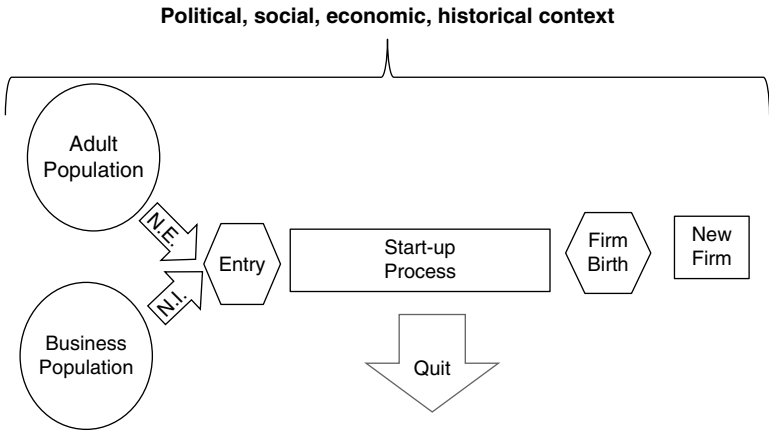 Political, social, economic, historical context
Adult
Population
N.E.
Entry
Start-up
Process
Firm
Birth
New
Firm
N.I.
Business
Population
Quit